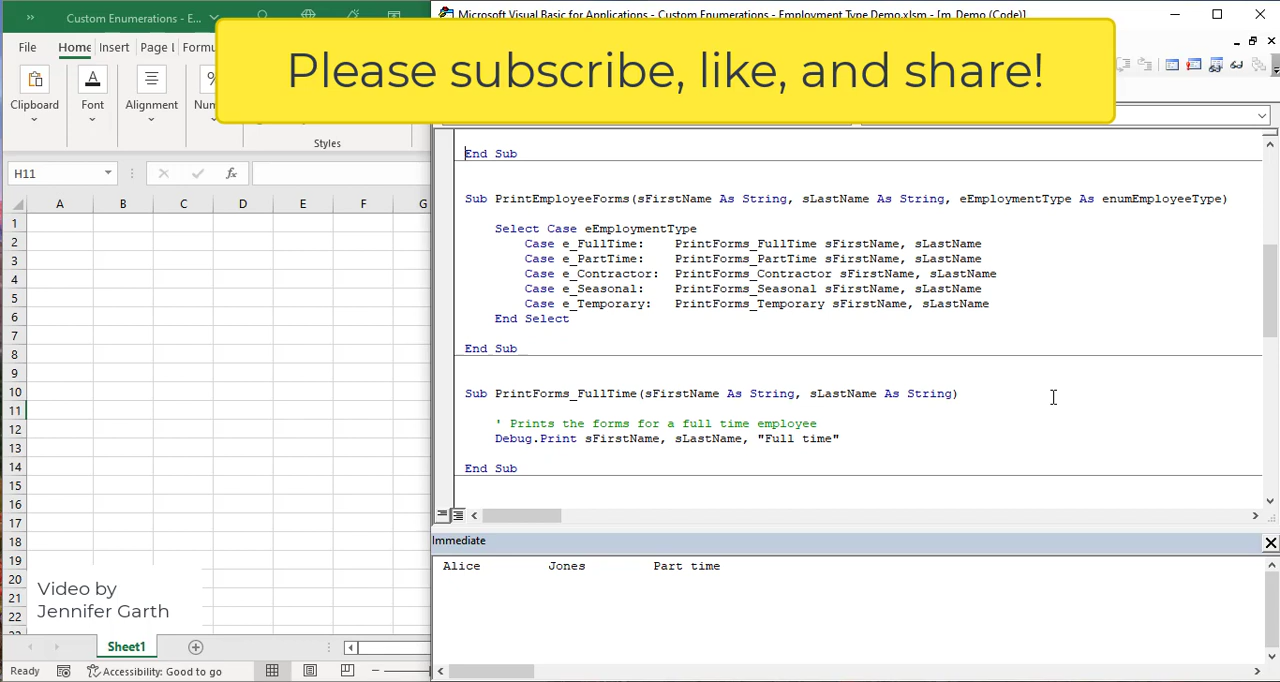 Custom Enumerations - E...
Microsoft Visual Basic for Applications - Custom Enumerations - Employment Type Demo.xlsm - [m_Demo (Code)]
File Home Insert Page L Formu
Please subscribe, like, and share!
Clipboard Font Alignment Num
Styles
H11
fx
A B C D E F G
1
2
3
4
5
6
7
8
9
10
11
12
13
14
15
16
17
18
19
20
21
22
End Sub
Sub PrintEmployeeForms(sFirstName As String, sLastName As String, eEmploymentType As enumEmployeeType)
Select Case eEmploymentType
Case e_FullTime: PrintForms_FullTime sFirstName, sLastName
Case e_PartTime: PrintForms_PartTime sFirstName, sLastName
Case e_Contractor: PrintForms_Contractor sFirstName, sLastName
Case e_Seasonal: PrintForms_Seasonal sFirstName, sLastName
Case e_Temporary: PrintForms_Temporary sFirstName, sLastName
End Select
End Sub
Sub PrintForms_FullTime(sFirstName As String, sLastName As String)
' Prints the forms for a full time employee
Debug.Print sFirstName, sLastName, "Full time"
End Sub
Immediate
Alice Jones Part time
Video by
Jennifer Garth
Sheet1
Ready Accessibility: Good to go